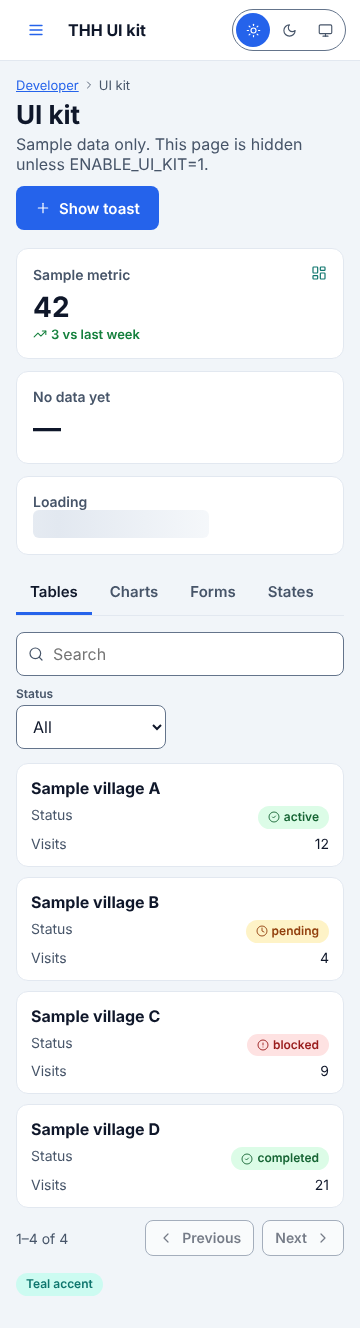 THH UI kit
Developer > UI kit
UI kit
Sample data only. This page is hidden
unless ENABLE_UI_KIT=1.
+ Show toast
Sample metric
42
3 vs last week
No data yet
—
Loading
Tables Charts Forms States
Search
Status
All
Sample village A
Status active
Visits 12
Sample village B
Status pending
Visits 4
Sample village C
Status blocked
Visits 9
Sample village D
Status completed
Visits 21
1–4 of 4 Previous Next
Teal accent